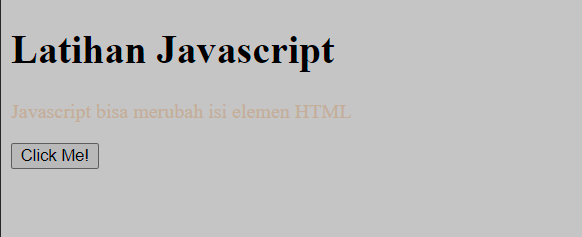 Latihan Javascript
Javascript bisa merubah isi elemen HTML
Click Me!